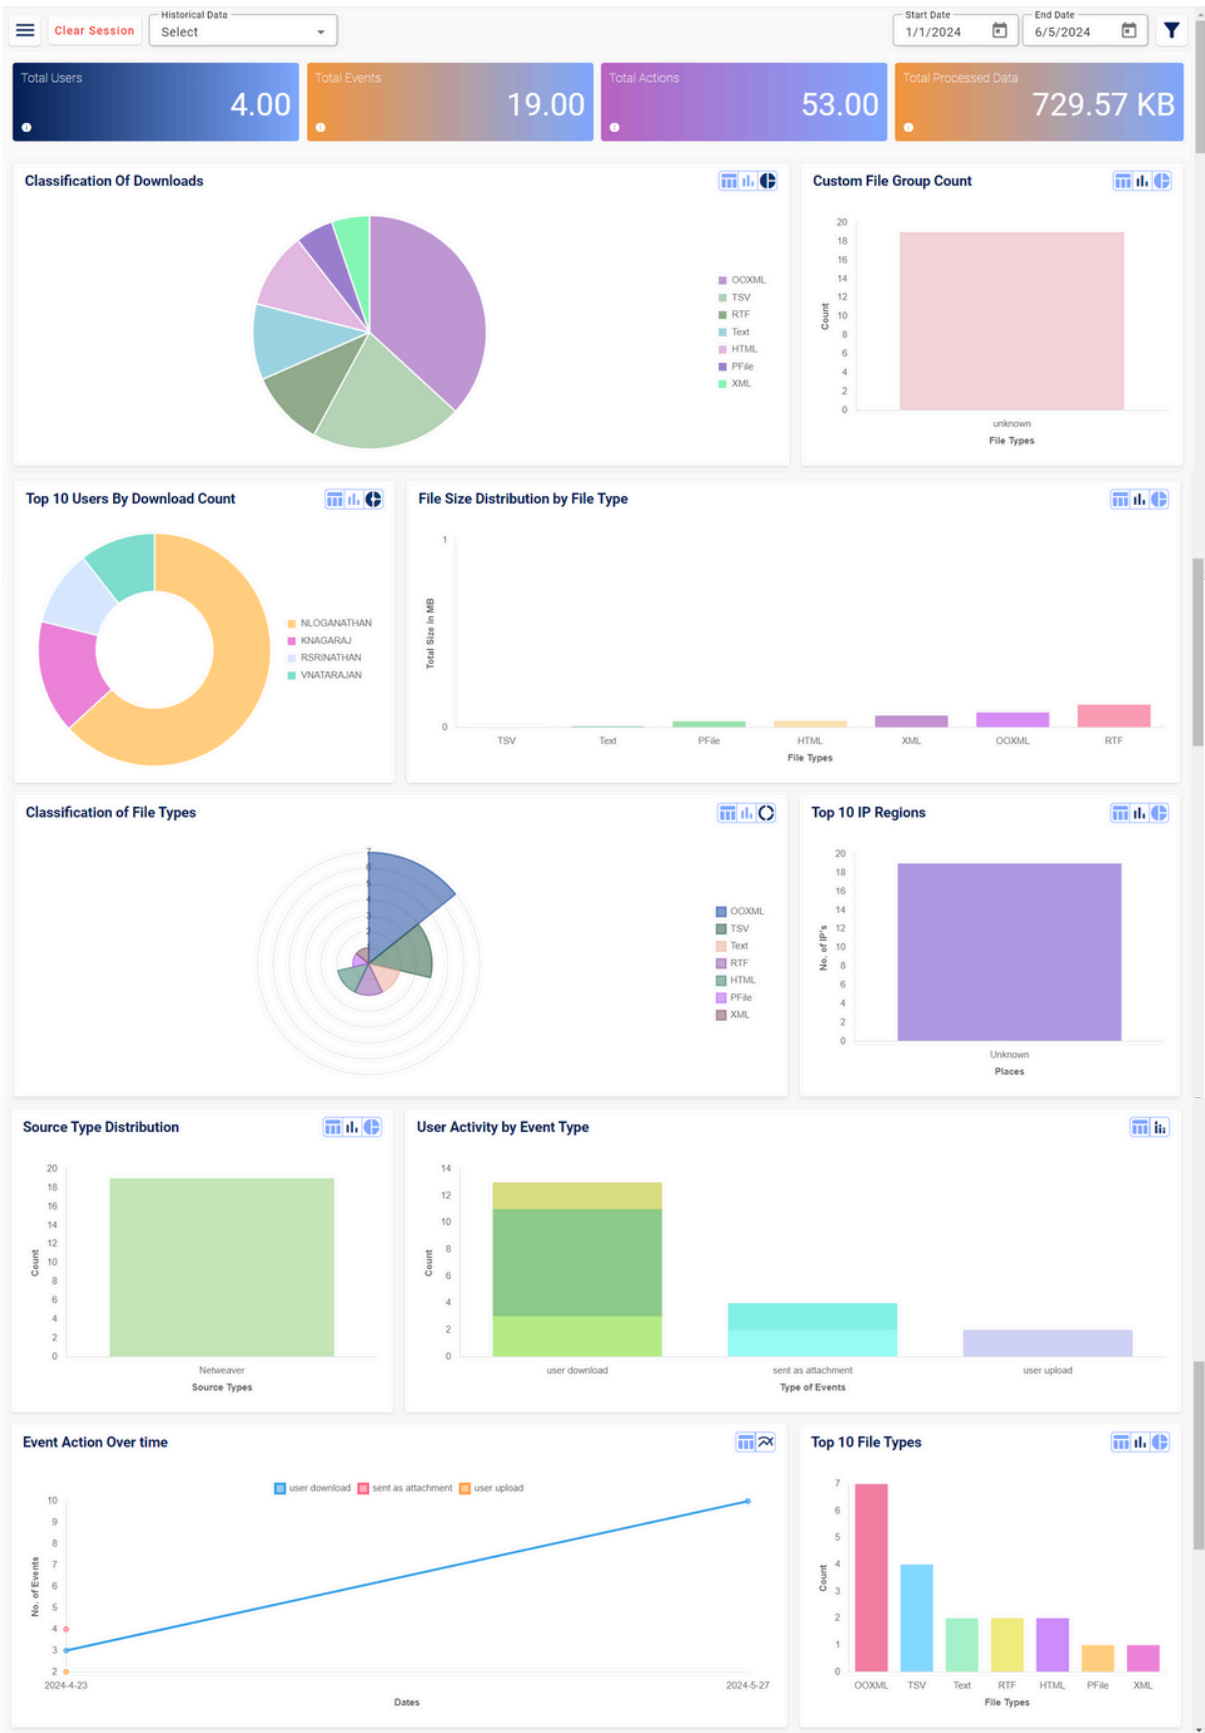 Clear Session
Historical Data
Select
Start Date
1/1/2024
End Date
6/5/2024
Total Users
4.00
Total Events
19.00
Total Actions
53.00
Total Processed Data
729.57 KB
Classification Of Downloads
OOXML
TSV
RTF
Text
HTML
PFile
XML
Custom File Group Count
20
18
16
14
12
10
8
6
4
2
0
Count
unknown
File Types
Top 10 Users By Download Count
NLOGANATHAN
KNAGARAJ
RSRINATHAN
VNATARAJAN
File Size Distribution by File Type
1
0
Total Size in MB
TSV Text PFile HTML XML OOXML RTF
File Types
Classification of File Types
7
6
5
4
3
2
1
OOXML
TSV
Text
RTF
HTML
PFile
XML
Top 10 IP Regions
20
18
16
14
12
10
8
6
4
2
0
No. of IP's
Unknown
Places
Source Type Distribution
20
18
16
14
12
10
8
6
4
2
0
Count
Netweaver
Source Types
User Activity by Event Type
14
12
10
8
6
4
2
0
Count
user download sent as attachment user upload
Type of Events
Event Action Over time
user download sent as attachment user upload
10
9
8
7
6
5
4
3
2
No. of Events
2024-4-23 2024-5-27
Dates
Top 10 File Types
7
6
5
4
3
2
1
0
Count
OOXML TSV Text RTF HTML PFile XML
File Types